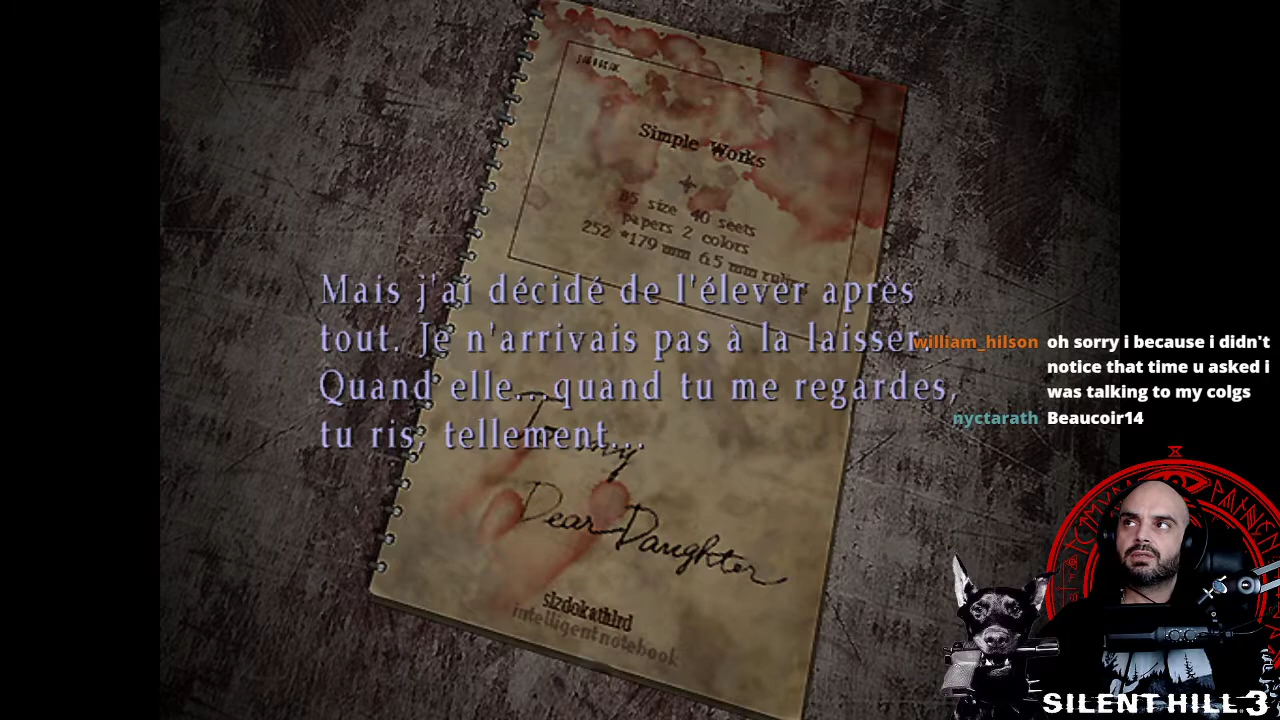 Simple Works
B5 size 40 seets
papers 2 colors
252 *179 mm 6.5 mm
Mais j'ai décidé de l'élever après
tout. Je n'arrivais pas à la laisser.
Quand elle...quand tu me regardes,
tu ris, tellement...
To my
Dear Daughter
sizdokathird
intelligent notebook
william_hilson oh sorry i because i didn't
notice that time u asked i
was talking to my colgs
nyctarath Beaucoir14
SILENT HILL 3